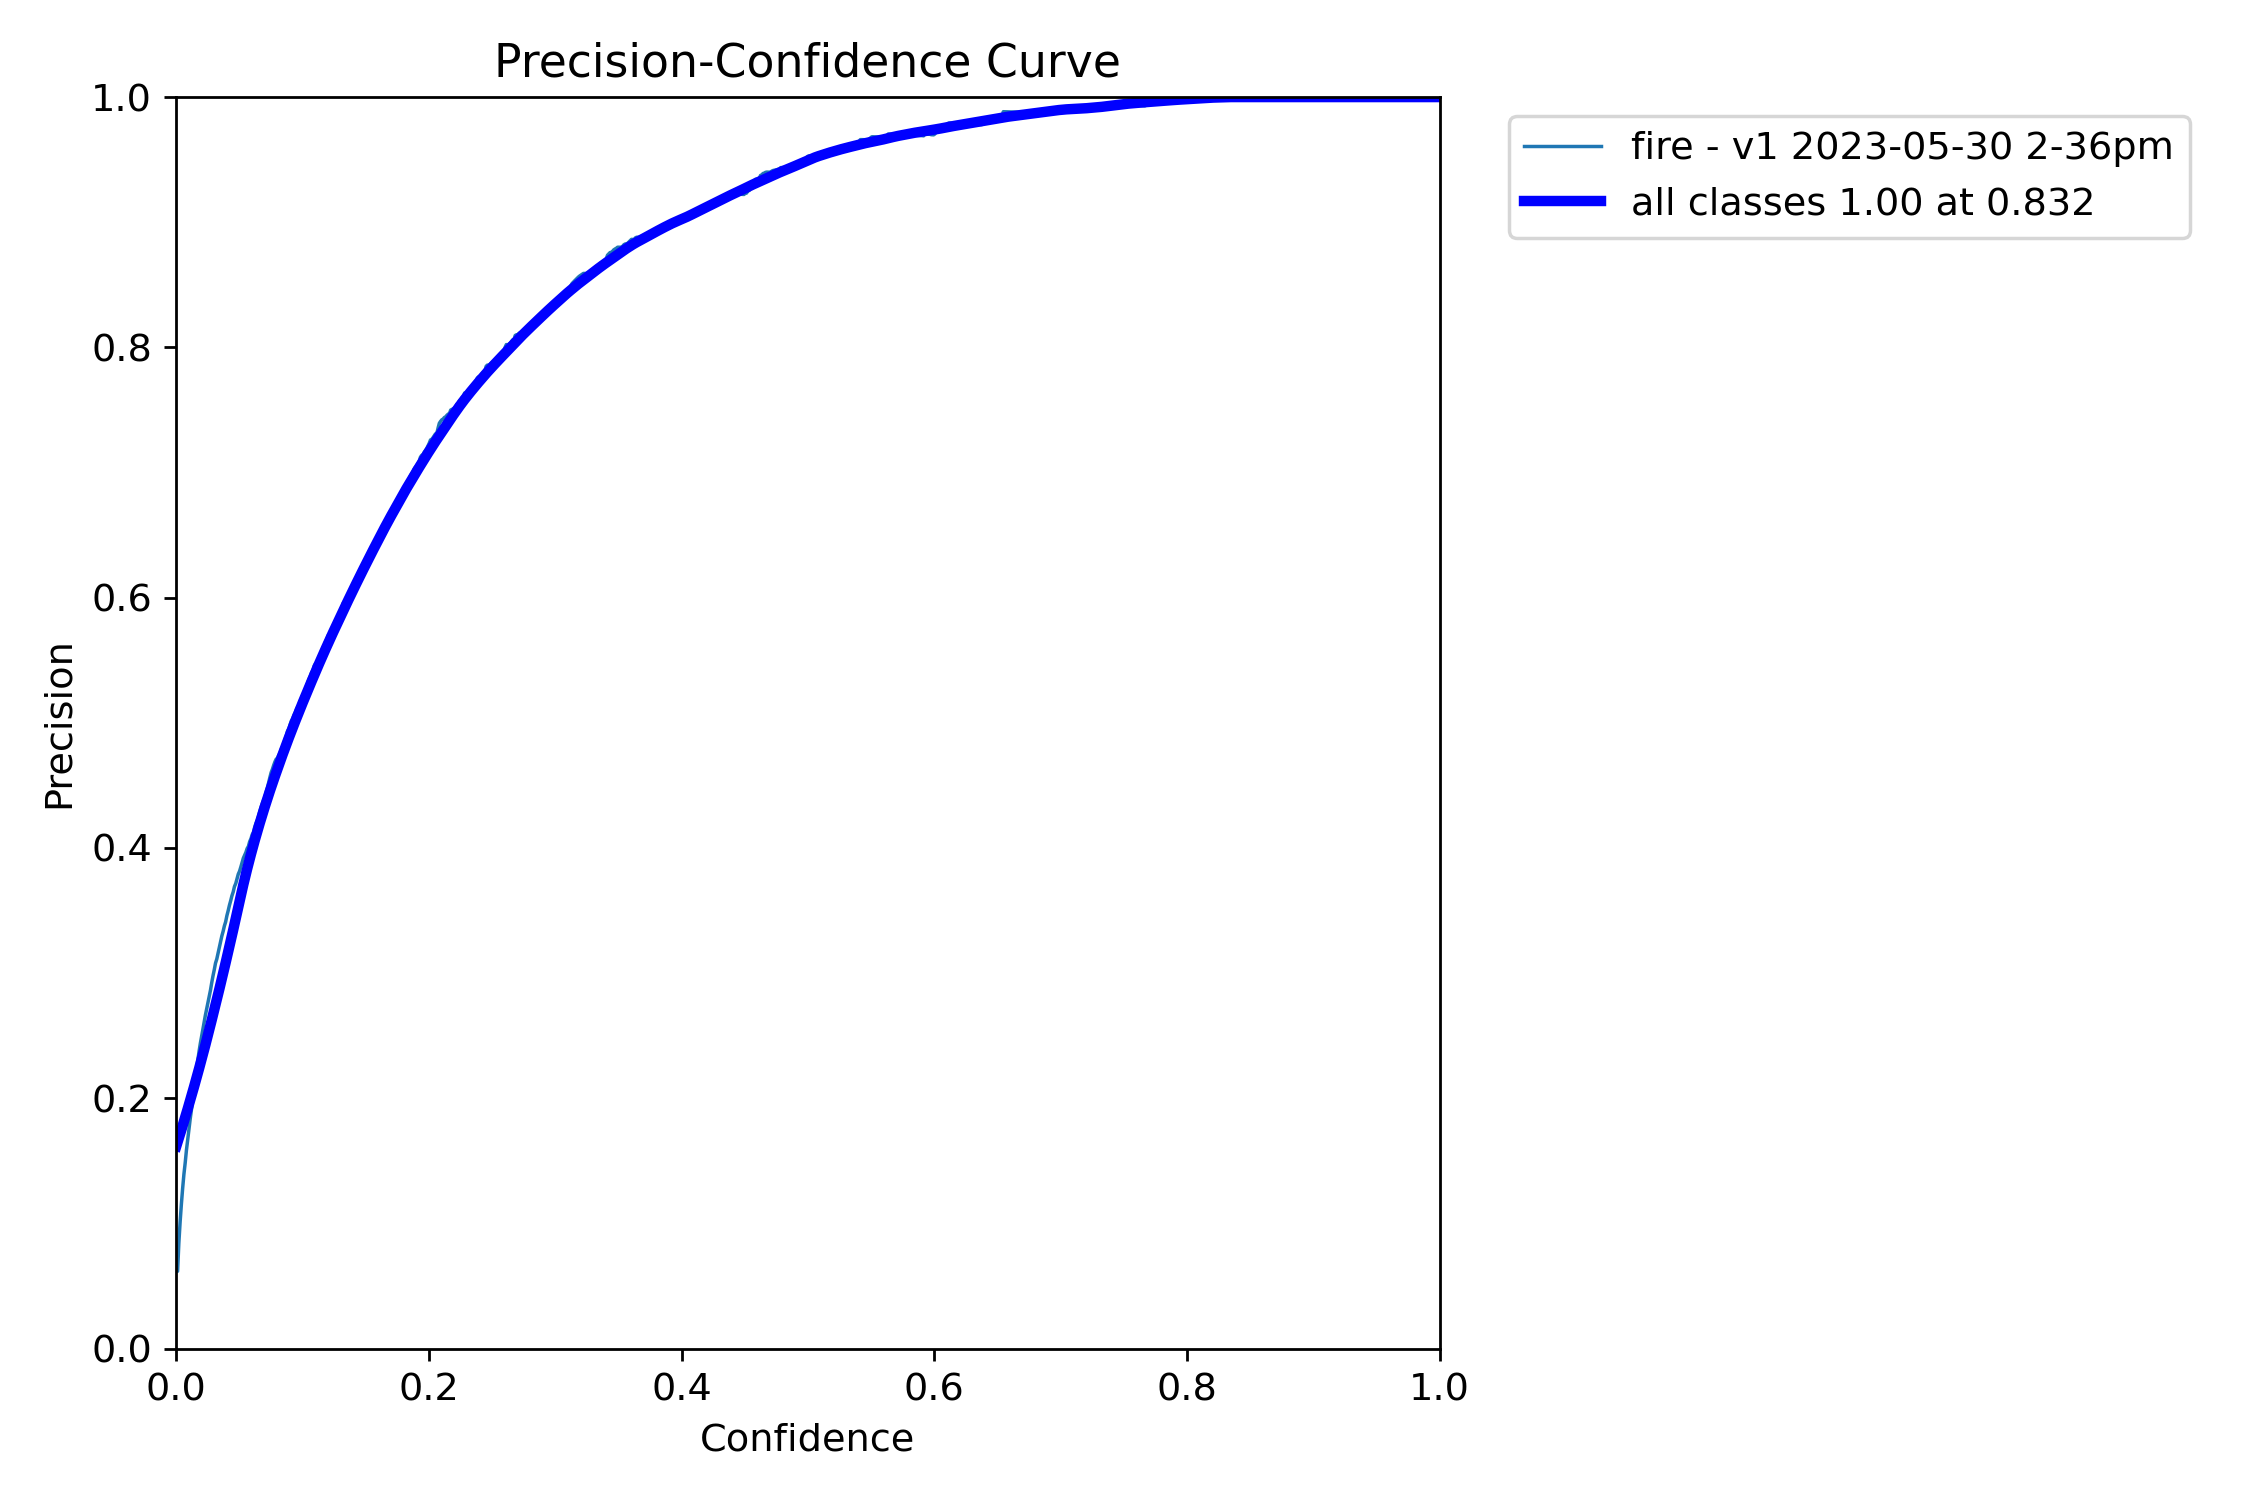 Precision-Confidence Curve
1.0
0.8
0.6
0.4
0.2
0.0
Precision
0.0 0.2 0.4 0.6 0.8 1.0
Confidence
fire - v1 2023-05-30 2-36pm
all classes 1.00 at 0.832